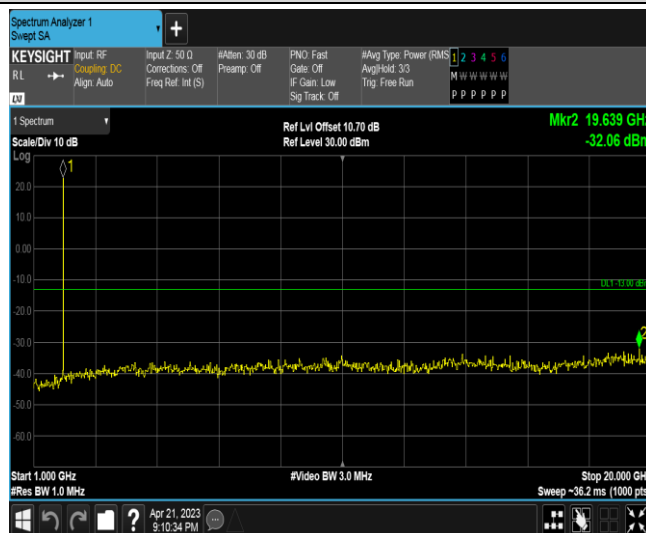 Spectrum Analyzer 1
Swept SA
+
KEYSIGHT
RL
LXI
Input: RF
Coupling: DC
Align: Auto
Input Z: 50 Ω
Corrections: Off
Freq Ref: Int (S)
#Atten: 30 dB
Preamp: Off
PNO: Fast
Gate: Off
IF Gain: Low
Sig Track: Off
#Avg Type: Power (RMS
Avg|Hold: 3/3
Trig: Free Run
1 2 3 4 5 6
M W W W W W
P P P P P P
1 Spectrum
Scale/Div 10 dB
Ref Lvl Offset 10.70 dB
Ref Level 30.00 dBm
Mkr2 19.639 GHz
-32.06 dBm
Log
1
20.0
10.0
0.00
-10.0
DL1 -13.00 dBm
-20.0
2
-30.0
-40.0
-50.0
-60.0
Start 1.000 GHz
#Res BW 1.0 MHz
#Video BW 3.0 MHz
Stop 20.000 GH
Sweep ~36.2 ms (1000 pts
?
Apr 21, 2023
9:10:34 PM